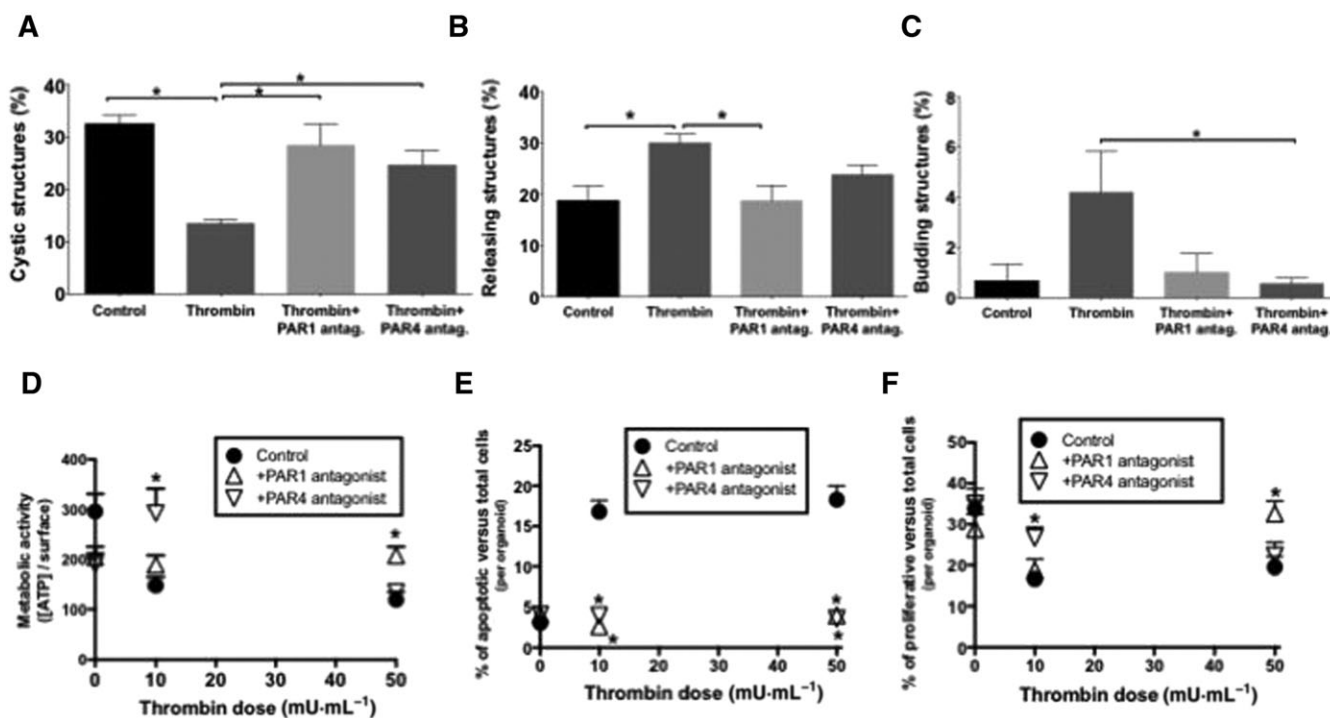 A
Cystic structures (%)
40
30
20
10
0
*
*
*
Control
Thrombin
Thrombin+
PAR1 antag.
Thrombin+
PAR4 antag.
B
Releasing structures (%)
40
30
20
10
0
*
*
Control
Thrombin
Thrombin+
PAR1 antag.
Thrombin+
PAR4 antag.
C
Budding structures (%)
8
6
4
2
0
*
Control
Thrombin
Thrombin+
PAR1 antag.
Thrombin+
PAR4 antag.
D
Metabolic activity
([ATP] / surface)
400
300
200
100
0
Control
+PAR1 antagonist
+PAR4 antagonist
*
*
0 10 20 30 40 50
Thrombin dose (mU·mL⁻¹)
E
% of apoptotic versus total cells
(per organoid)
25
20
15
10
5
0
Control
+PAR1 antagonist
+PAR4 antagonist
*
*
*
*
0 10 20 30 40 50
Thrombin dose (mU·mL⁻¹)
F
% of proliferative versus total cells
(per organoid)
50
40
30
20
10
0
Control
+PAR1 antagonist
+PAR4 antagonist
*
*
0 10 20 30 40 50
Thrombin dose (mU·mL⁻¹)